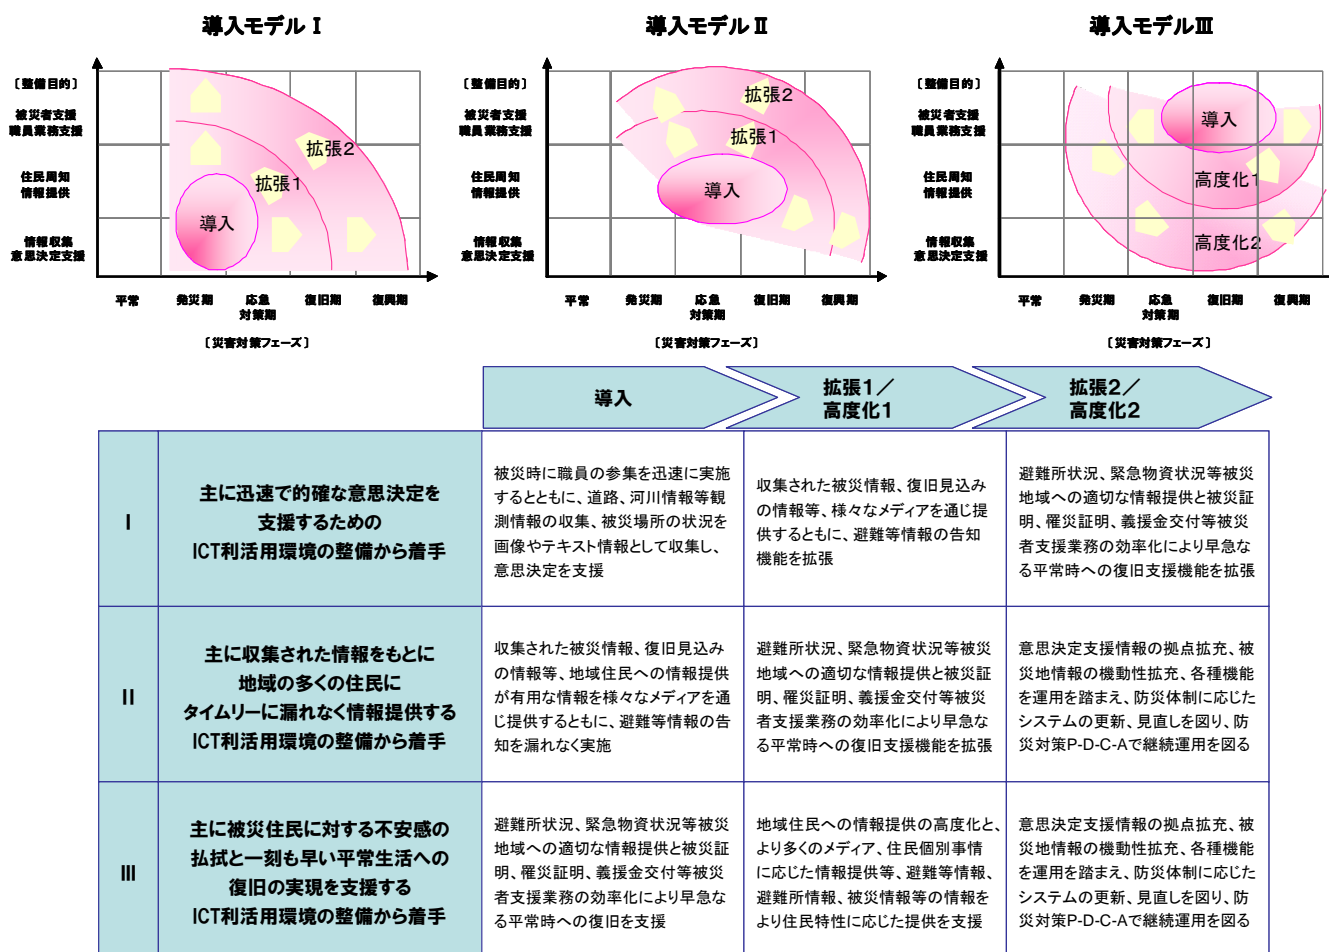 導入モデルⅠ
〔整備目的〕
被災者支援
職員業務支援
住民周知
情報提供
情報収集
意思決定支援
拡張2
拡張1
導入
平常
発災期
応急
対策期
復旧期
復興期
〔災害対策フェーズ〕
導入モデルⅡ
〔整備目的〕
被災者支援
職員業務支援
住民周知
情報提供
情報収集
意思決定支援
拡張2
拡張1
導入
平常
発災期
応急
対策期
復旧期
復興期
〔災害対策フェーズ〕
導入モデルⅢ
〔整備目的〕
被災者支援
職員業務支援
住民周知
情報提供
情報収集
意思決定支援
導入
高度化1
高度化2
平常
発災期
応急
対策期
復旧期
復興期
〔災害対策フェーズ〕
導入
拡張1／
高度化1
拡張2／
高度化2
Ⅰ
主に迅速で的確な意思決定を
支援するための
ICT利活用環境の整備から着手
被災時に職員の参集を迅速に実施
するとともに、道路、河川情報等観
測情報の収集、被災場所の状況を
画像やテキスト情報として収集し、
意思決定を支援
収集された被災情報、復旧見込み
の情報等、様々なメディアを通じ提
供するともに、避難等情報の告知
機能を拡張
避難所状況、緊急物資状況等被災
地域への適切な情報提供と被災証
明、罹災証明、義援金交付等被災
者支援業務の効率化により早急な
る平常時への復旧支援機能を拡張
Ⅱ
主に収集された情報をもとに
地域の多くの住民に
タイムリーに漏れなく情報提供する
ICT利活用環境の整備から着手
収集された被災情報、復旧見込み
の情報等、地域住民への情報提供
が有用な情報を様々なメディアを通
じ提供するともに、避難等情報の告
知を漏れなく実施
避難所状況、緊急物資状況等被災
地域への適切な情報提供と被災証
明、罹災証明、義援金交付等被災
者支援業務の効率化により早急な
る平常時への復旧支援機能を拡張
意思決定支援情報の拠点拡充、被
災地情報の機動性拡充、各種機能
を運用を踏まえ、防災体制に応じた
システムの更新、見直しを図り、防
災対策P-D-C-Aで継続運用を図る
Ⅲ
主に被災住民に対する不安感の
払拭と一刻も早い平常生活への
復旧の実現を支援する
ICT利活用環境の整備から着手
避難所状況、緊急物資状況等被災
地域への適切な情報提供と被災証
明、罹災証明、義援金交付等被災
者支援業務の効率化により早急な
る平常時への復旧を支援
地域住民への情報提供の高度化と、
より多くのメディア、住民個別事情
に応じた情報提供等、避難等情報、
避難所情報、被災情報等の情報を
より住民特性に応じた提供を支援
意思決定支援情報の拠点拡充、被
災地情報の機動性拡充、各種機能
を運用を踏まえ、防災体制に応じた
システムの更新、見直しを図り、防
災対策P-D-C-Aで継続運用を図る